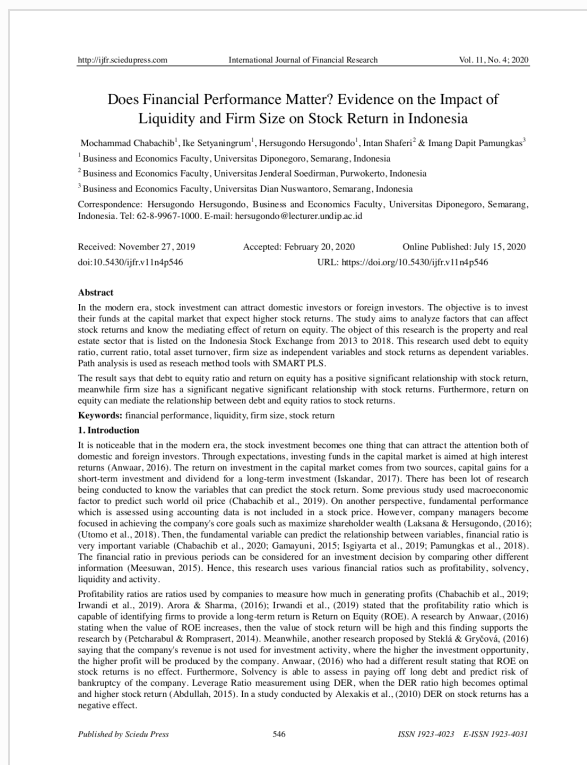 http://ijfr.sciedupress.com International Journal of Financial Research Vol. 11, No. 4; 2020
Does Financial Performance Matter? Evidence on the Impact of
Liquidity and Firm Size on Stock Return in Indonesia
Mochammad Chabachib1, Ike Setyaningrum1, Hersugondo Hersugondo1, Intan Shaferi2 & Imang Dapit Pamungkas3
1 Business and Economics Faculty, Universitas Diponegoro, Semarang, Indonesia
2 Business and Economics Faculty, Universitas Jenderal Soedirman, Purwokerto, Indonesia
3 Business and Economics Faculty, Universitas Dian Nuswantoro, Semarang, Indonesia
Correspondence: Hersugondo Hersugondo, Business and Economics Faculty, Universitas Diponegoro, Semarang,
Indonesia. Tel: 62-8-9967-1000. E-mail: hersugondo@lecturer.undip.ac.id
Received: November 27, 2019 Accepted: February 20, 2020 Online Published: July 15, 2020
doi:10.5430/ijfr.v11n4p546 URL: https://doi.org/10.5430/ijfr.v11n4p546
Abstract
In the modern era, stock investment can attract domestic investors or foreign investors. The objective is to invest
their funds at the capital market that expect higher stock returns. The study aims to analyze factors that can affect
stock returns and know the mediating effect of return on equity. The object of this research is the property and real
estate sector that is listed on the Indonesia Stock Exchange from 2013 to 2018. This research used debt to equity
ratio, current ratio, total asset turnover, firm size as independent variables and stock returns as dependent variables.
Path analysis is used as reseach method tools with SMART PLS.
The result says that debt to equity ratio and return on equity has a positive significant relationship with stock return,
meanwhile firm size has a significant negative significant relationship with stock returns. Furthermore, return on
equity can mediate the relationship between debt and equity ratios to stock returns.
Keywords: financial performance, liquidity, firm size, stock return
1. Introduction
It is noticeable that in the modern era, the stock investment becomes one thing that can attract the attention both of
domestic and foreign investors. Through expectations, investing funds in the capital market is aimed at high interest
returns (Anwaar, 2016). The return on investment in the capital market comes from two sources, capital gains for a
short-term investment and dividend for a long-term investment (Iskandar, 2017). There has been lot of research
being conducted to know the variables that can predict the stock return. Some previous study used macroeconomic
factor to predict such world oil price (Chabachib et al., 2019). On another perspective, fundamental performance
which is assessed using accounting data is not included in a stock price. However, company managers become
focused in achieving the company's core goals such as maximize shareholder wealth (Laksana & Hersugondo, (2016);
(Utomo et al., 2018). Then, the fundamental variable can predict the relationship between variables, financial ratio is
very important variable (Chabachib et al., 2020; Gamayuni, 2015; Isgiyarta et al., 2019; Pamungkas et al., 2018).
The financial ratio in previous periods can be considered for an investment decision by comparing other different
information (Meesuwan, 2015). Hence, this research uses various financial ratios such as profitability, solvency,
liquidity and activity.
Profitability ratios are ratios used by companies to measure how much in generating profits (Chabachib et al., 2019;
Irwandi et al., 2019). Arora & Sharma, (2016); Irwandi et al., (2019) stated that the profitability ratio which is
capable of identifying firms to provide a long-term return is Return on Equity (ROE). A research by Anwaar, (2016)
stating when the value of ROE increases, then the value of stock return will be high and this finding supports the
research by (Petcharabul & Romprasert, 2014). Meanwhile, another research proposed by Steklá & Gryčová, (2016)
saying that the company's revenue is not used for investment activity, where the higher the investment opportunity,
the higher profit will be produced by the company. Anwaar, (2016) who had a different result stating that ROE on
stock returns is no effect. Furthermore, Solvency is able to assess in paying off long debt and predict risk of
bankruptcy of the company. Leverage Ratio measurement using DER, when the DER ratio high becomes optimal
and higher stock return (Abdullah, 2015). In a study conducted by Alexakis et al., (2010) DER on stock returns has a
negative effect.
Published by Sciedu Press 546 ISSN 1923-4023 E-ISSN 1923-4031